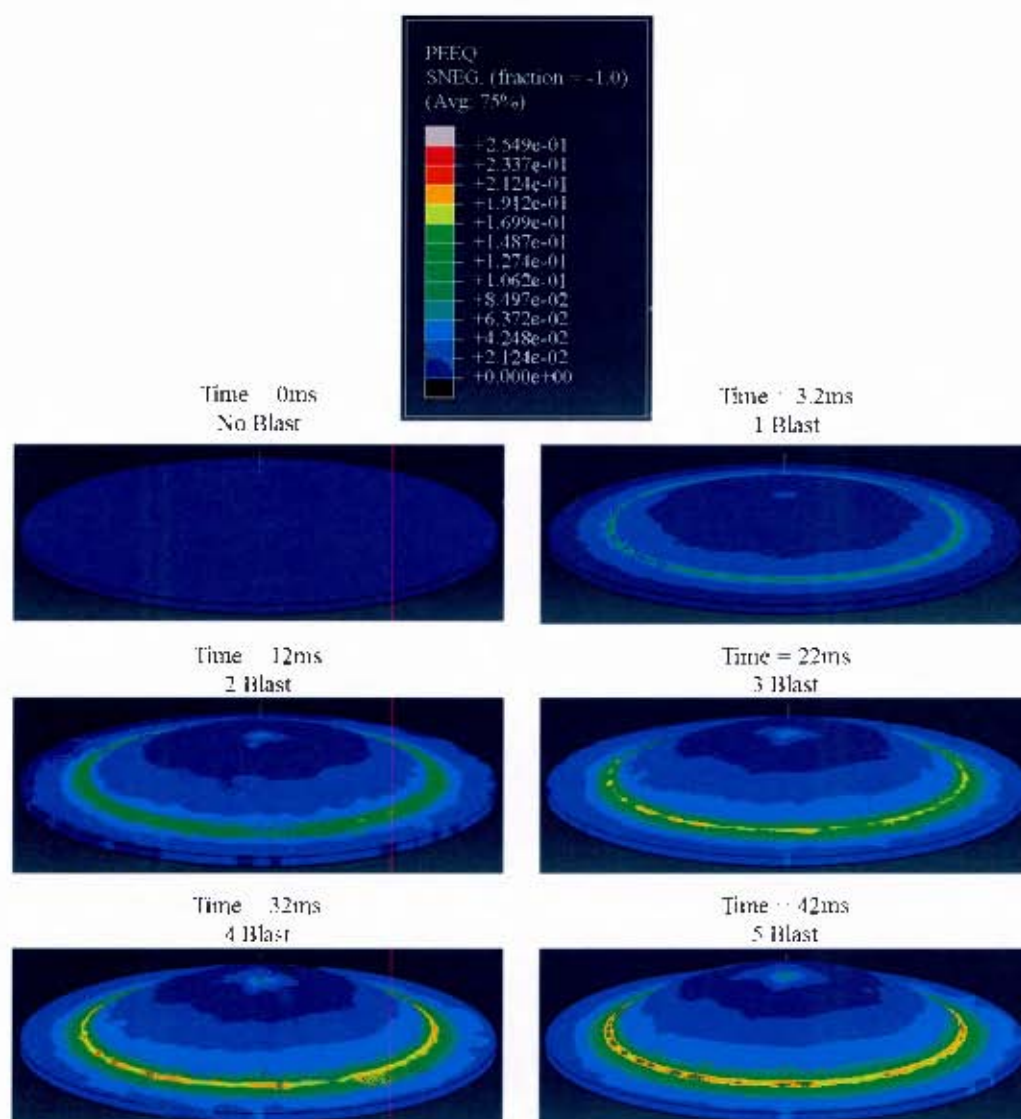 PEEQ
SNEG, (fraction = -1.0)
(Avg: 75%)
+2.549e-01
+2.337e-01
+2.124e-01
+1.912e-01
+1.699e-01
+1.487e-01
+1.274e-01
+1.062e-01
+8.497e-02
+6.372e-02
+4.248e-02
+2.124e-02
+0.000e+00
Time 0ms
No Blast
Time 3.2ms
1 Blast
Time 12ms
2 Blast
Time = 22ms
3 Blast
Time 32ms
4 Blast
Time 42ms
5 Blast